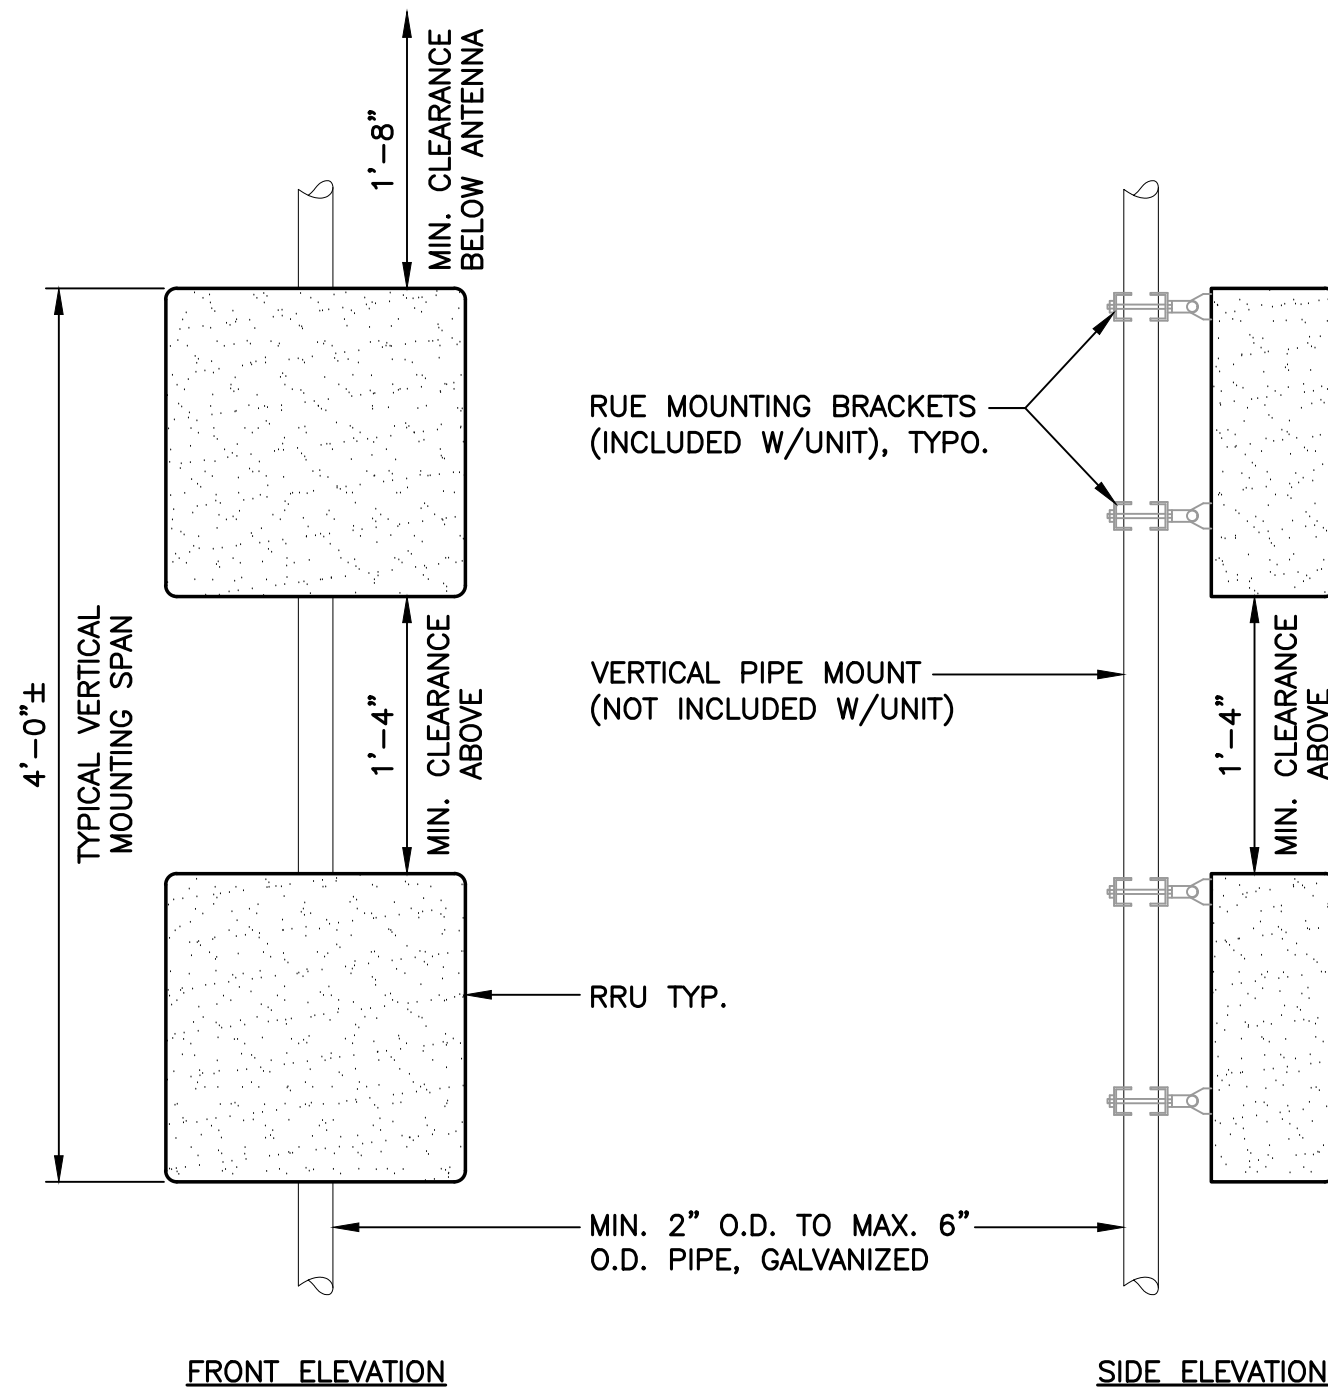 1'-8"
MIN. CLEARANCE
BELOW ANTENNA
4'-0"±
TYPICAL VERTICAL
MOUNTING SPAN
1'-4"
MIN. CLEARANCE
ABOVE
RUE MOUNTING BRACKETS
(INCLUDED W/UNIT), TYPO.
VERTICAL PIPE MOUNT
(NOT INCLUDED W/UNIT)
1'-4"
MIN. CLEARANCE
ABOVE
RRU TYP.
MIN. 2" O.D. TO MAX. 6"
O.D. PIPE, GALVANIZED
FRONT ELEVATION
SIDE ELEVATION